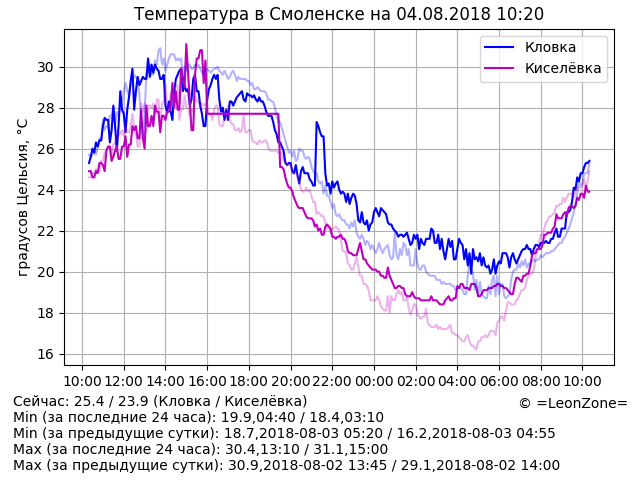 Температура в Смоленске на 04.08.2018 10:20
Кловка
Киселёвка
градусов Цельсия, °C
30
28
26
24
22
20
18
16
10:00 12:00 14:00 16:00 18:00 20:00 22:00 00:00 02:00 04:00 06:00 08:00 10:00
Сейчас: 25.4 / 23.9 (Кловка / Киселёвка)
© =LeonZone=
Min (за последние 24 часа): 19.9,04:40 / 18.4,03:10
Min (за предыдущие сутки): 18.7,2018-08-03 05:20 / 16.2,2018-08-03 04:55
Max (за последние 24 часа): 30.4,13:10 / 31.1,15:00
Max (за предыдущие сутки): 30.9,2018-08-02 13:45 / 29.1,2018-08-02 14:00